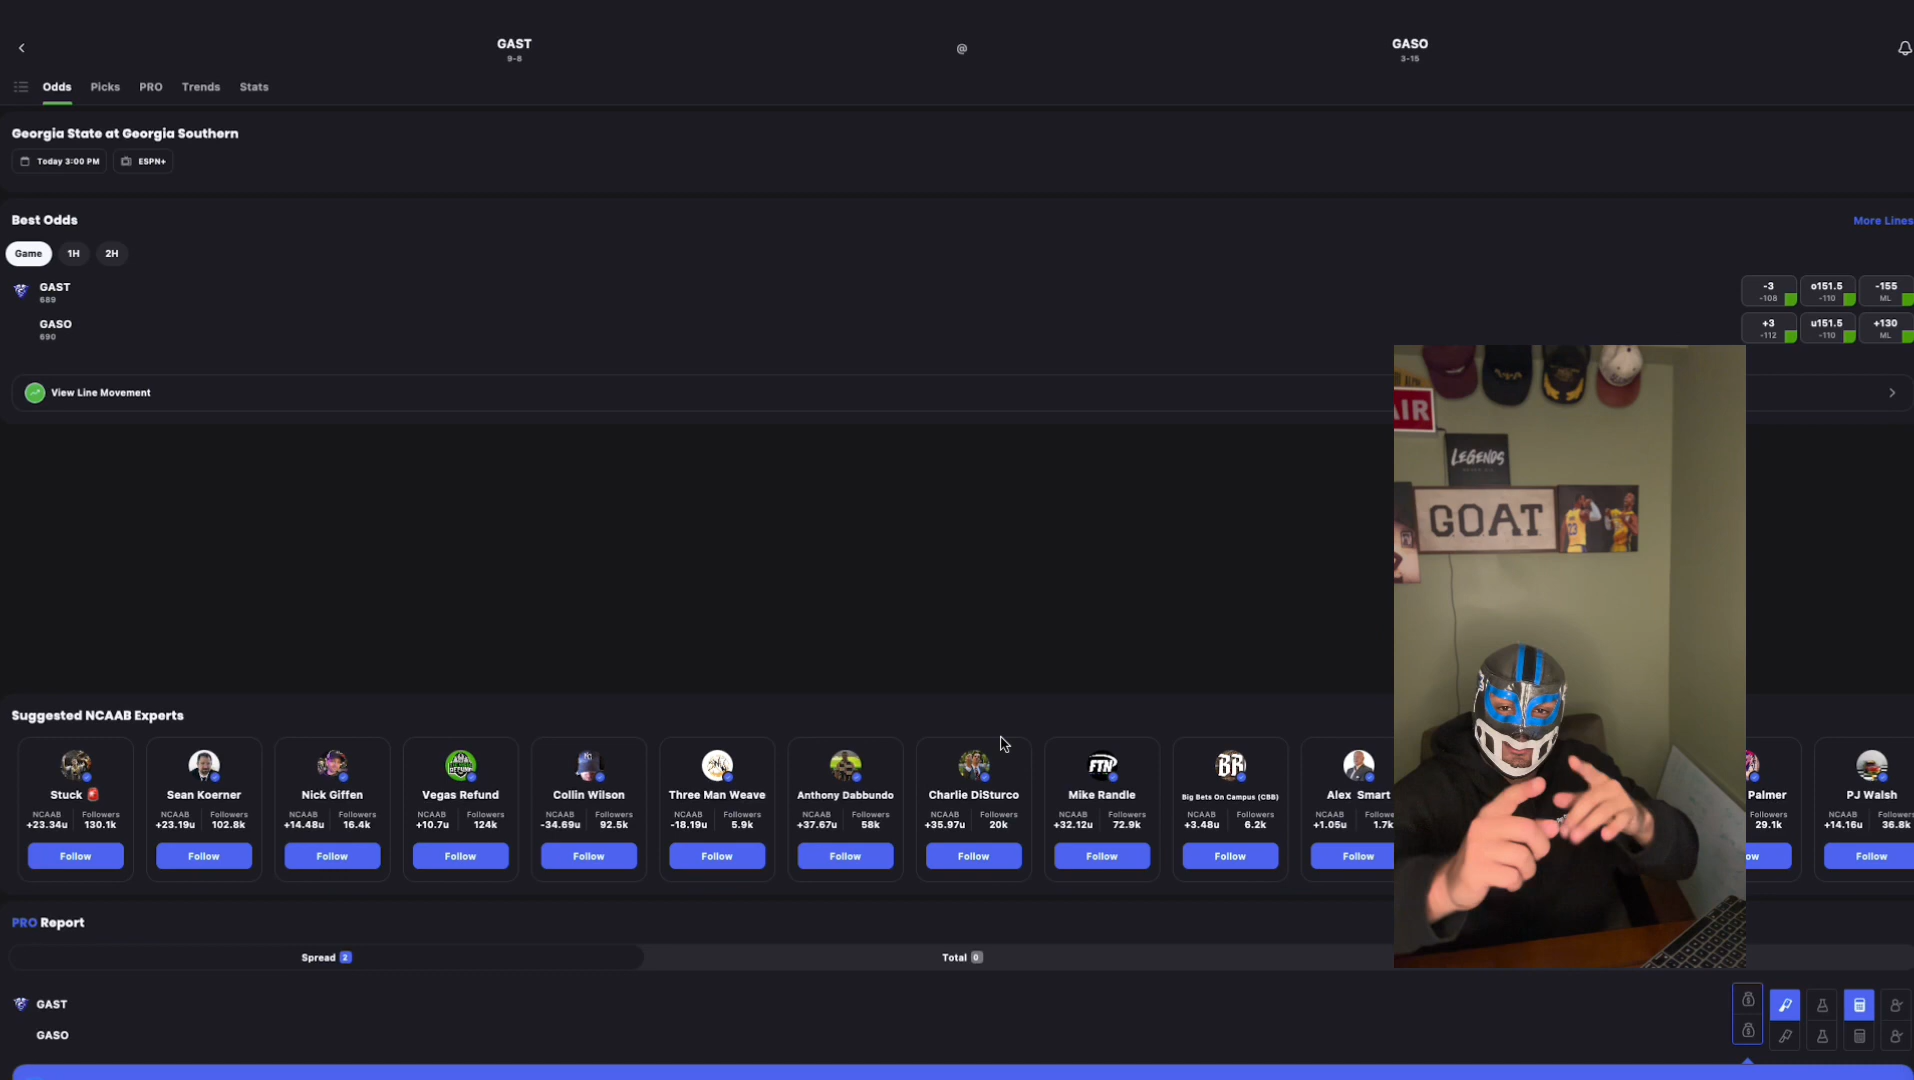 GAST
9-8
@
GASO
3-15
Odds
Picks
PRO
Trends
Stats
Georgia State at Georgia Southern
Today 3:00 PM
ESPN+
Best Odds
More Lines
Game
1H
2H
GAST
689
-3
-108
o151.5
-110
-155
ML
GASO
690
+3
-112
u151.5
-110
+130
ML
View Line Movement
AIR
LEGENDS
GOAT
Suggested NCAAB Experts
Stuck 🚨
NCAAB Followers
+23.34u 130.1k
Follow
Sean Koerner
NCAAB Followers
+23.19u 102.8k
Follow
Nick Giffen
NCAAB Followers
+14.48u 16.4k
Follow
Vegas Refund
NCAAB Followers
+10.7u 124k
Follow
Collin Wilson
NCAAB Followers
-34.69u 92.5k
Follow
Three Man Weave
NCAAB Followers
-18.19u 5.9k
Follow
Anthony Dabbundo
NCAAB Followers
+37.67u 58k
Follow
Charlie DiSturco
NCAAB Followers
+35.97u 20k
Follow
FTN
Mike Randle
NCAAB Followers
+32.12u 72.9k
Follow
BR
Big Bets On Campus (CBB)
NCAAB Followers
+3.48u 6.2k
Follow
Alex Smart
NCAAB Followers
+1.05u 1.7k
Follow
Palmer
Followers
29.1k
ow
PJ Walsh
NCAAB Followers
+14.16u 36.8k
Follow
PRO Report
Spread 2
Total 0
GAST
GASO